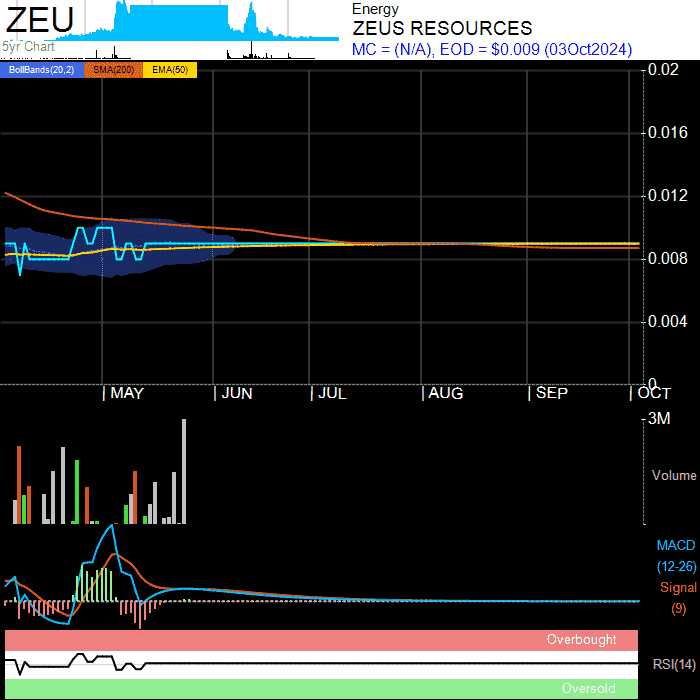 ZEU
5yr Chart
Energy
ZEUS RESOURCES
MC = (N/A), EOD = $0.009 (03Oct2024)
BollBands(20,2) SMA(200) EMA(50)
0.02
0.016
0.012
0.008
0.004
0
MAY JUN JUL AUG SEP OCT
3M
Volume
MACD
(12-26)
Signal
(9)
Overbought
RSI(14)
Oversold